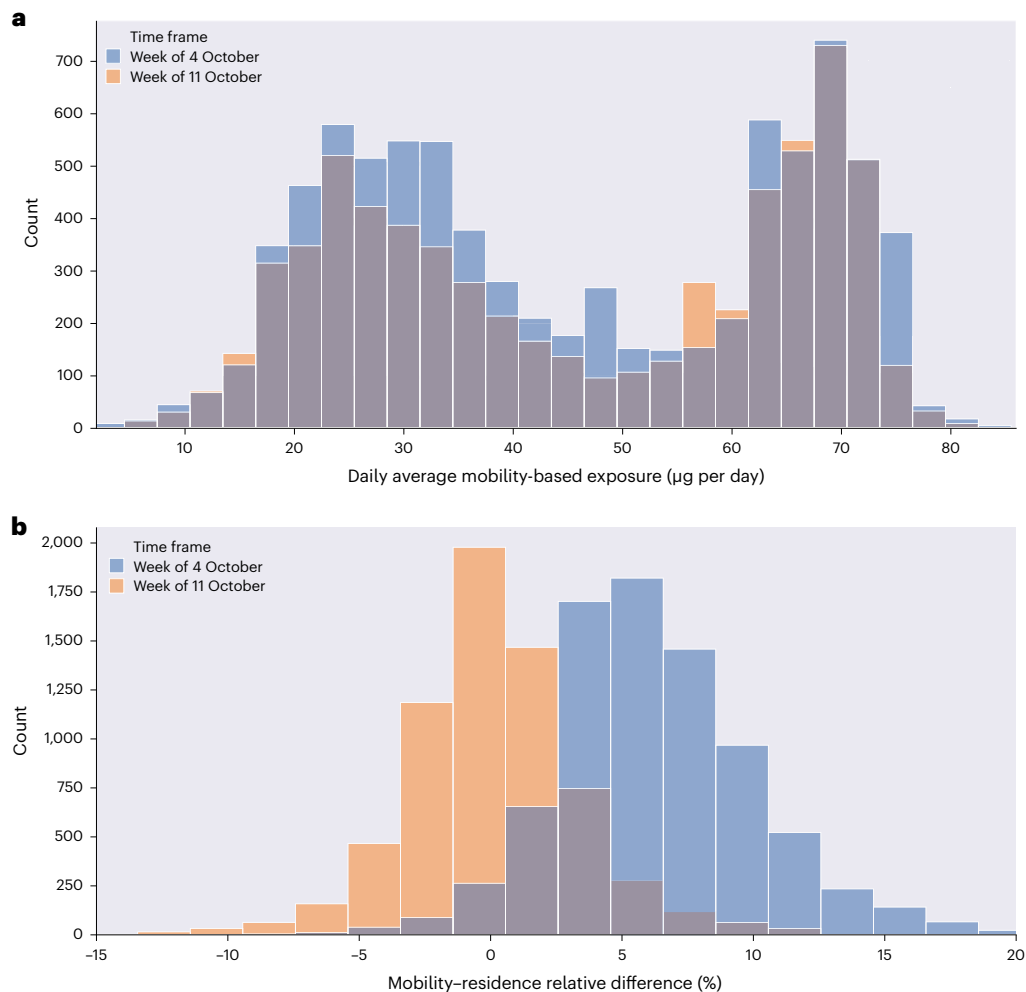 a
Time frame
Week of 4 October
Week of 11 October
700
600
500
400
300
200
100
0
Count
10 20 30 40 50 60 70 80
Daily average mobility-based exposure (µg per day)
b
Time frame
Week of 4 October
Week of 11 October
2,000
1,750
1,500
1,250
1,000
750
500
250
0
Count
–15 –10 –5 0 5 10 15 20
Mobility–residence relative difference (%)